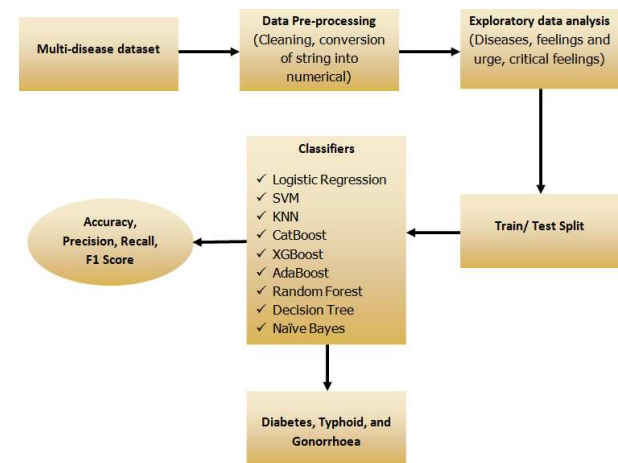 Multi-disease dataset
Data Pre-processing
(Cleaning, conversion
of string into
numerical)
Exploratory data analysis
(Diseases, feelings and
urge, critical feelings)
Train/ Test Split
Classifiers
✓ Logistic Regression
✓ SVM
✓ KNN
✓ CatBoost
✓ XGBoost
✓ AdaBoost
✓ Random Forest
✓ Decision Tree
✓ Naïve Bayes
Accuracy,
Precision, Recall,
F1 Score
Diabetes, Typhoid, and
Gonorrhoea